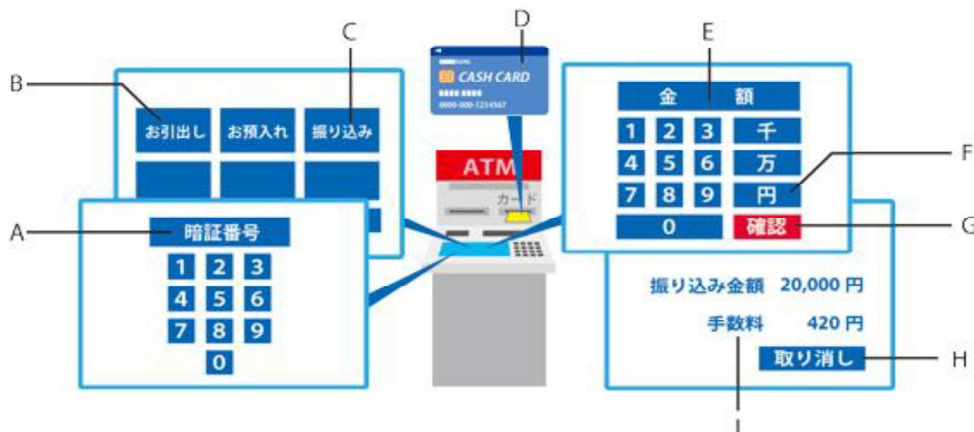 B
お引出し お預入れ 振り込み
C
A
暗証番号
1 2 3
4 5 6
7 8 9
0
D
CASH CARD
0000-000-1234567
ATM
カード
E
金 額
1 2 3 千
4 5 6 万
7 8 9 円
0 確認
F
G
振り込み金額 20,000 円
手数料 420 円
取り消し
H
I